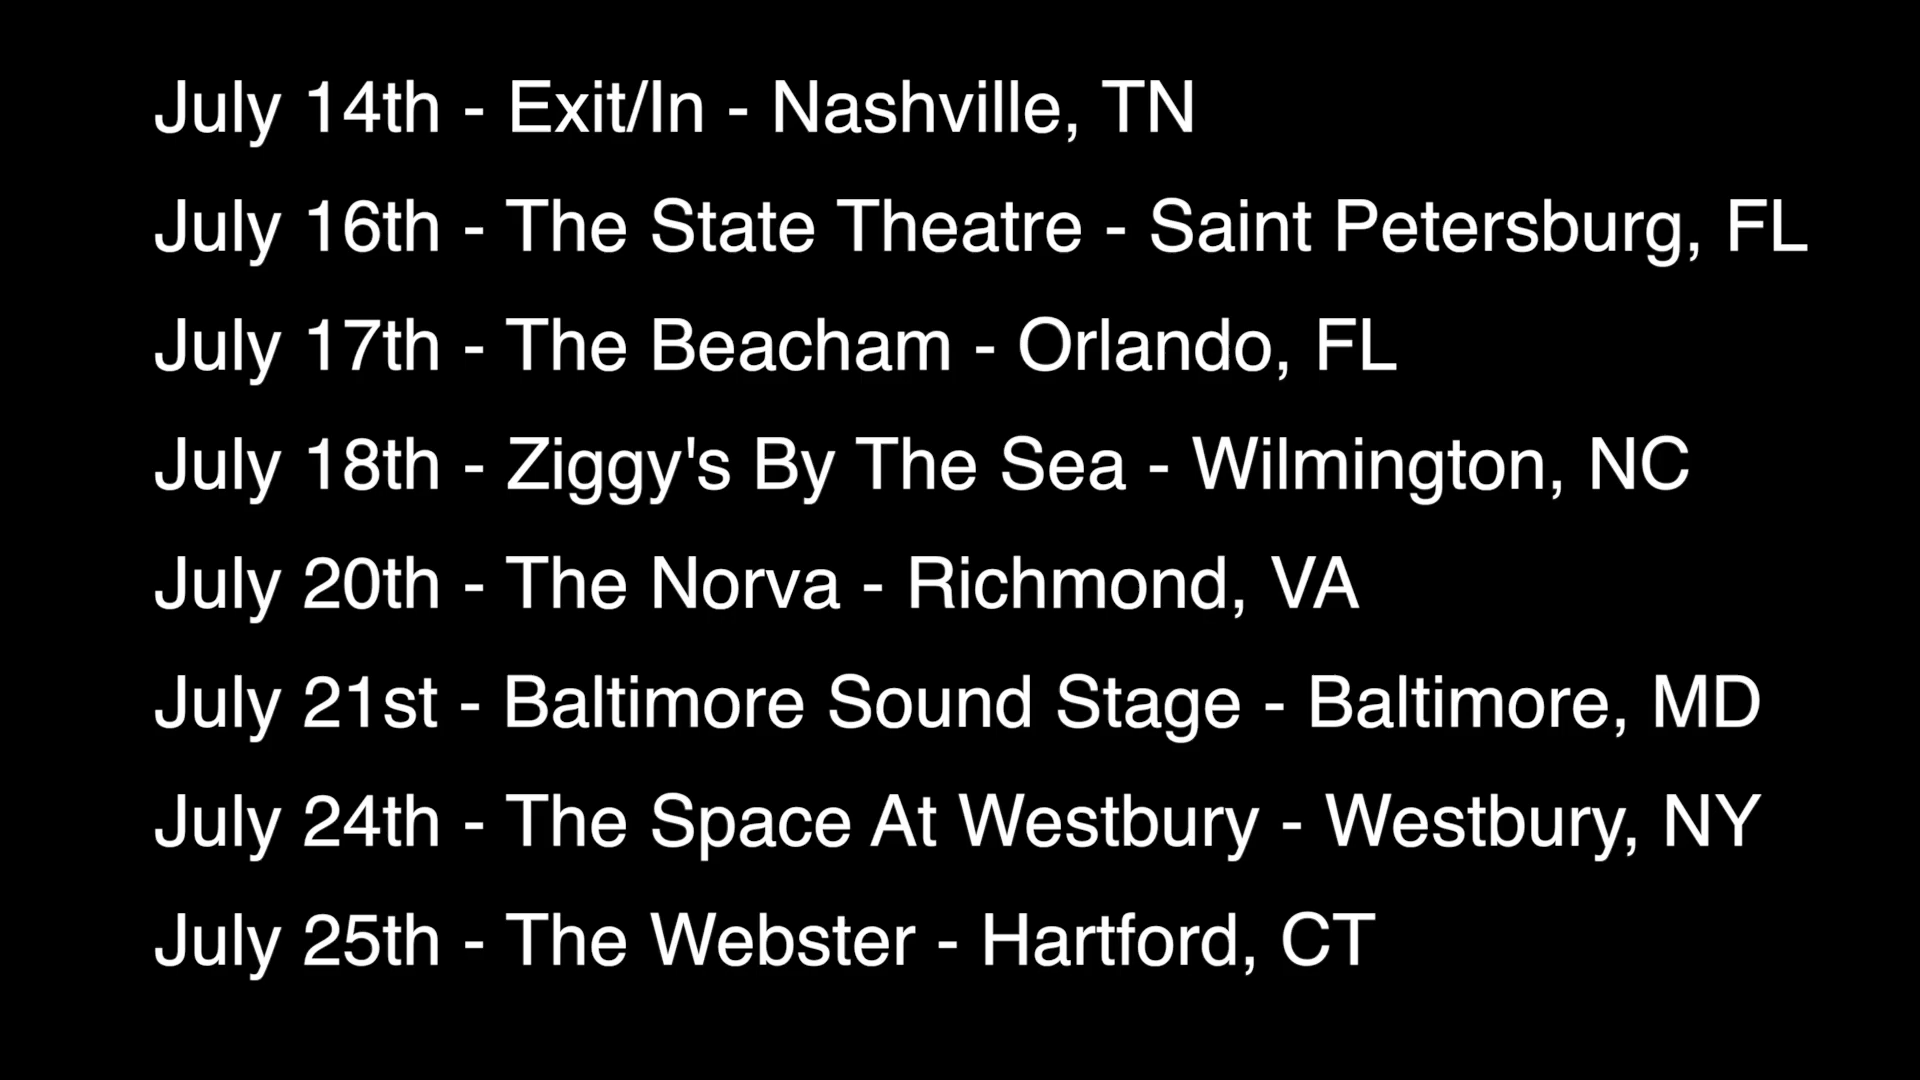 July 14th - Exit/In - Nashville, TN
July 16th - The State Theatre - Saint Petersburg, FL
July 17th - The Beacham - Orlando, FL
July 18th - Ziggy's By The Sea - Wilmington, NC
July 20th - The Norva - Richmond, VA
July 21st - Baltimore Sound Stage - Baltimore, MD
July 24th - The Space At Westbury - Westbury, NY
July 25th - The Webster - Hartford, CT